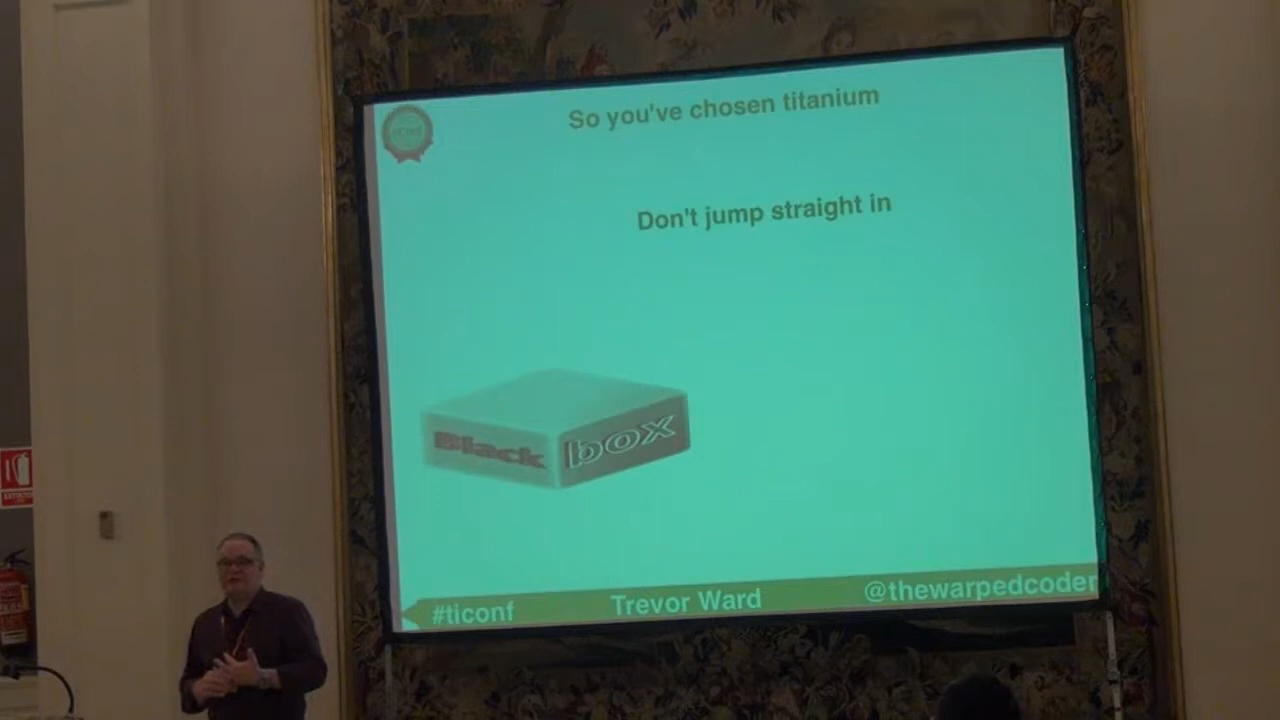 So you've chosen titanium
Don't jump straight in
Black box
#ticonf
Trevor Ward
@thewarpedcoder